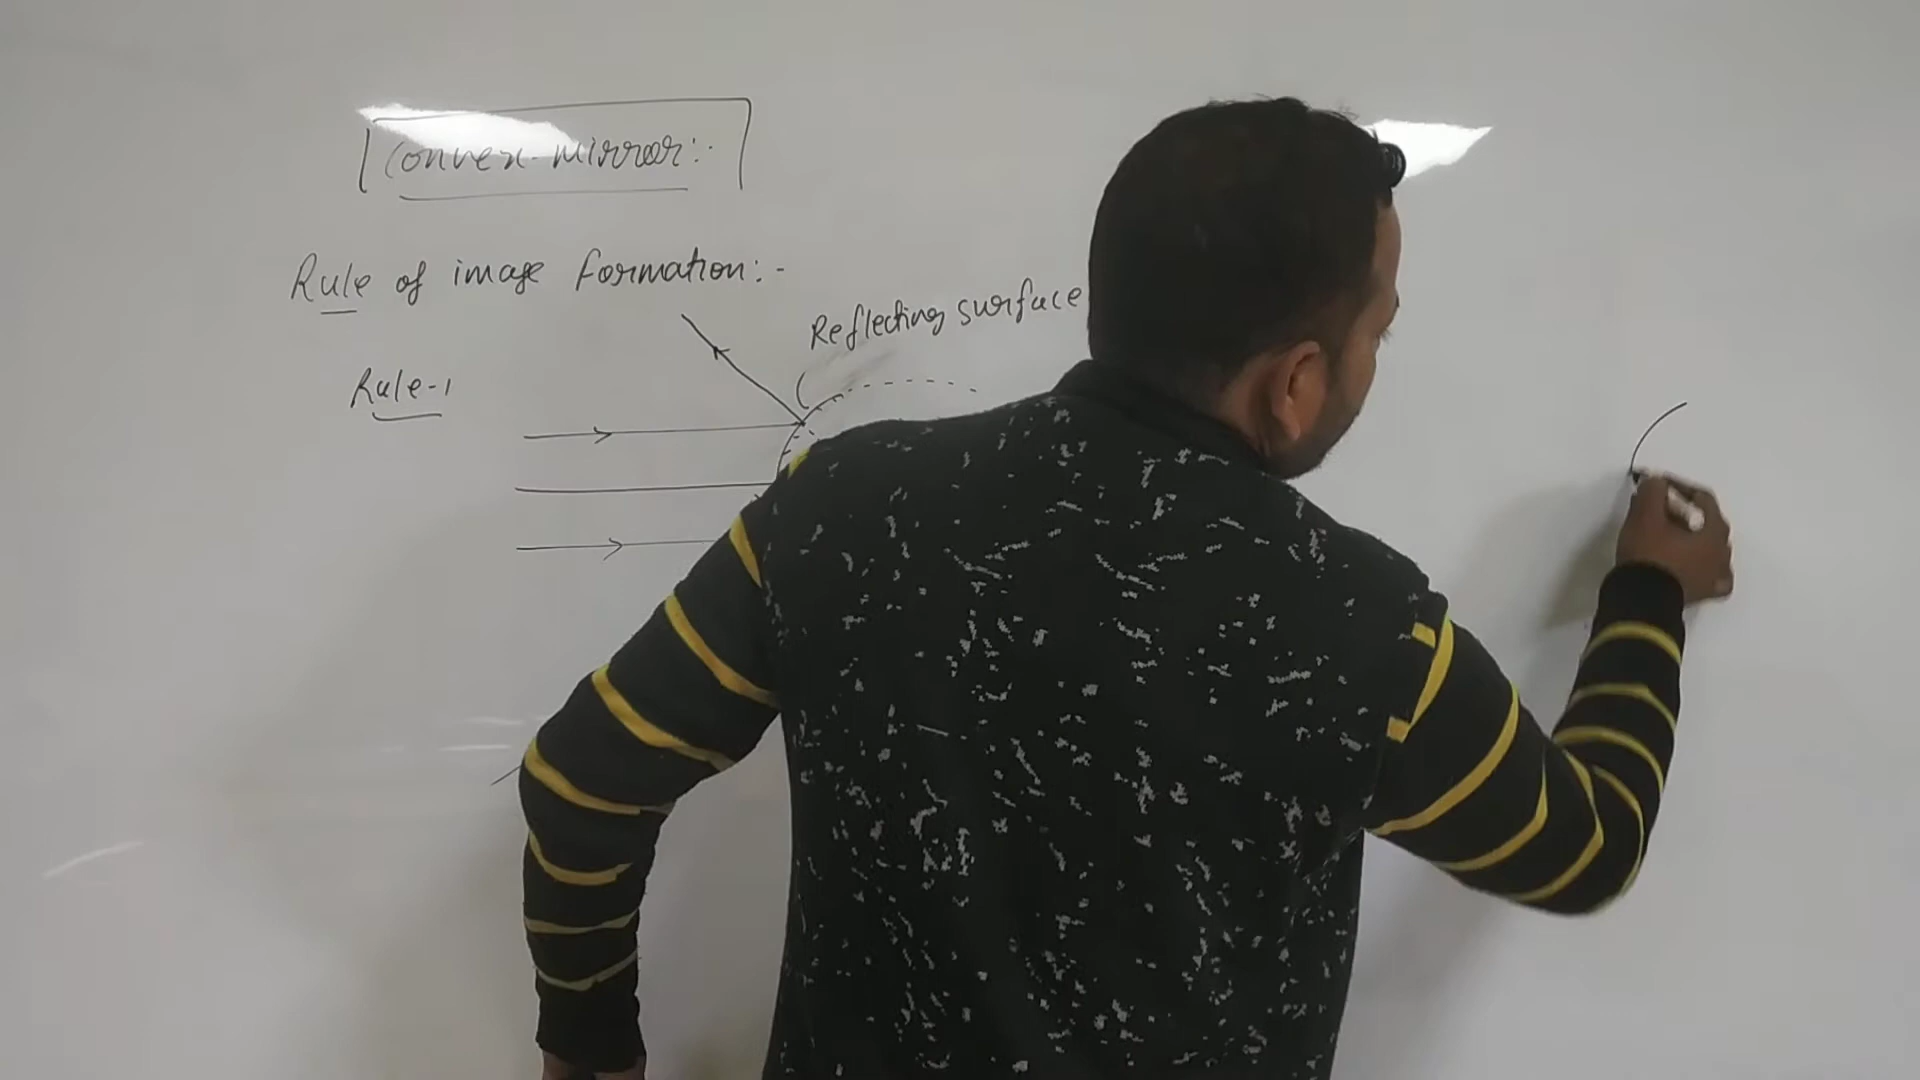 Convex-mirror:-
Rule of image formation:-
Reflecting surface
Rule-1